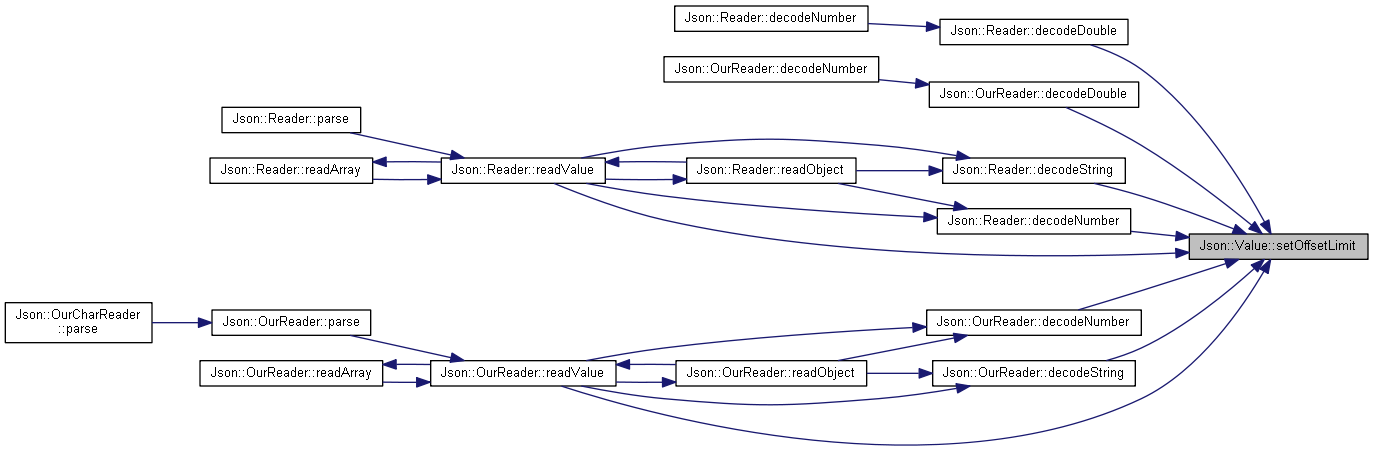 Json::Reader::decodeNumber
Json::Reader::decodeDouble
Json::OurReader::decodeNumber
Json::OurReader::decodeDouble
Json::Reader::parse
Json::Reader::readArray
Json::Reader::readValue
Json::Reader::readObject
Json::Reader::decodeString
Json::Reader::decodeNumber
Json::Value::setOffsetLimit
Json::OurCharReader
::parse
Json::OurReader::parse
Json::OurReader::decodeNumber
Json::OurReader::readArray
Json::OurReader::readValue
Json::OurReader::readObject
Json::OurReader::decodeString